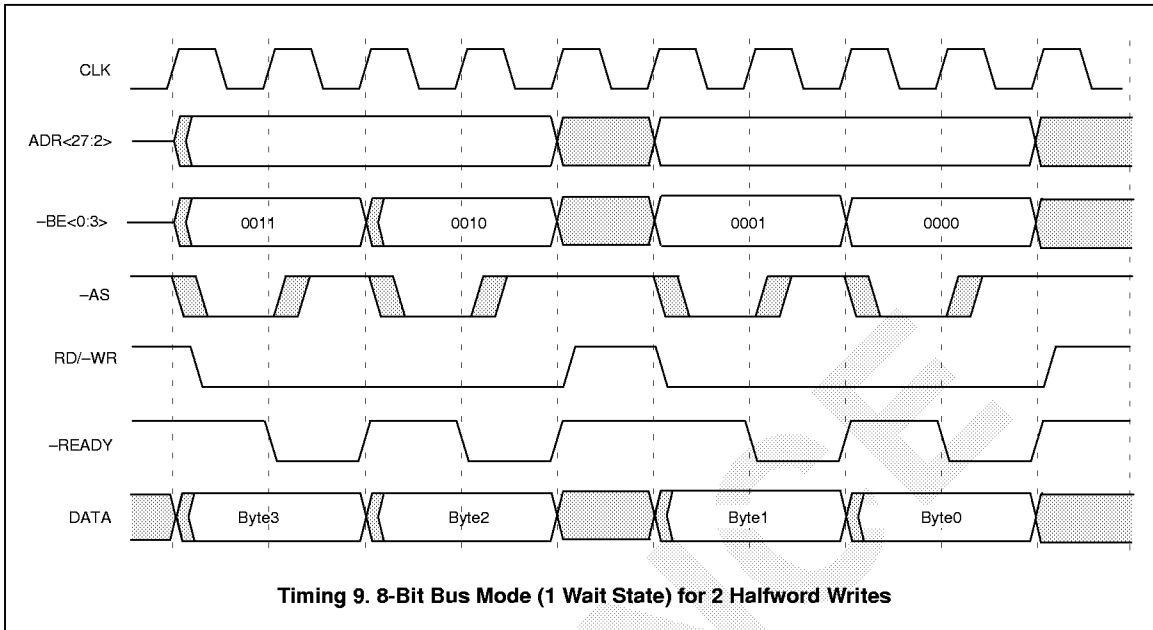 CLK
ADR<27:2>
–BE<0:3>
0011
0010
0001
0000
–AS
RD/–WR
–READY
DATA
Byte3
Byte2
Byte1
Byte0
Timing 9. 8-Bit Bus Mode (1 Wait State) for 2 Halfword Writes